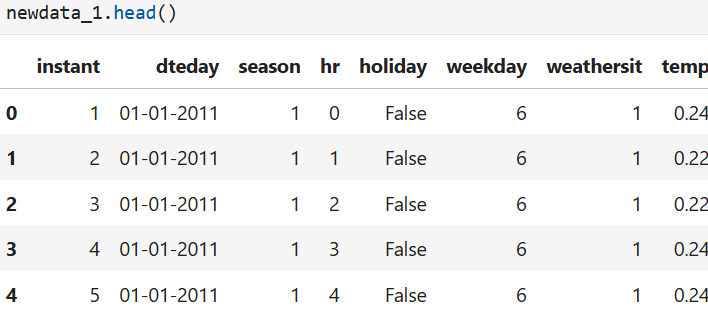 newdata_1.head()
instant dteday season hr holiday weekday weathersit temp
0 1 01-01-2011 1 0 False 6 1 0.24
1 2 01-01-2011 1 1 False 6 1 0.22
2 3 01-01-2011 1 2 False 6 1 0.22
3 4 01-01-2011 1 3 False 6 1 0.24
4 5 01-01-2011 1 4 False 6 1 0.24